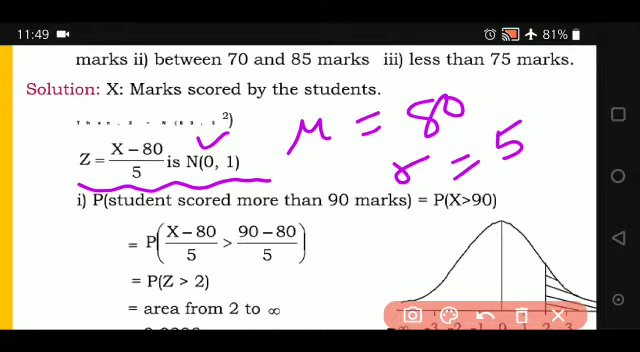 11:49 81%
marks ii) between 70 and 85 marks iii) less than 75 marks.
Solution: X: Marks scored by the students.
Then, X ~ N (80, 5²)
μ = 80
Z = X – 80 / 5 is N(0, 1)
σ = 5
i) P(student scored more than 90 marks) = P(X>90)
= P( X – 80 / 5 > 90 – 80 / 5 )
= P(Z > 2)
= area from 2 to ∞
-3 -2 -1 0 1 2 3